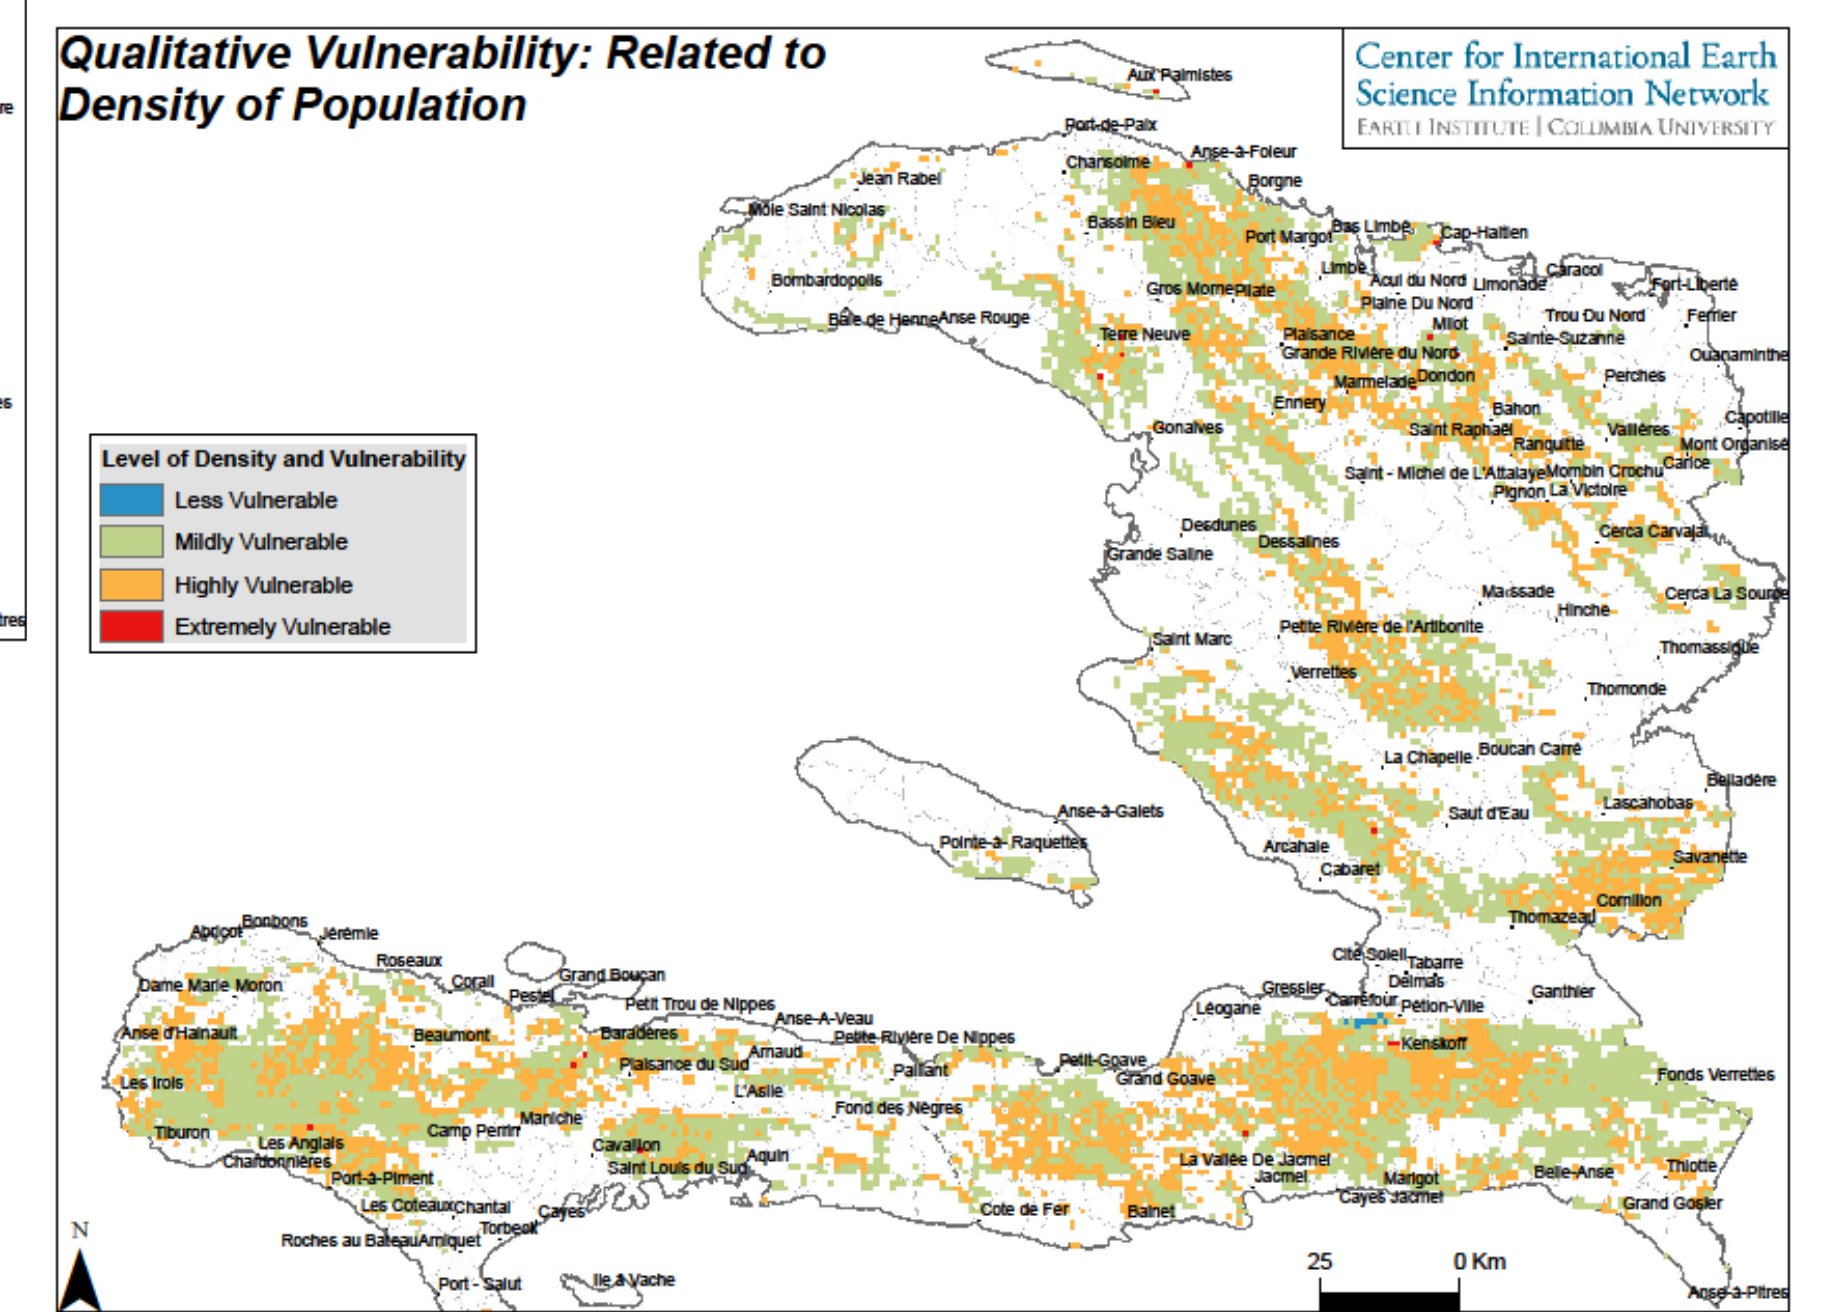 re
es
tres
Qualitative Vulnerability: Related to
Density of Population
Center for International Earth
Science Information Network
EARTH INSTITUTE | COLUMBIA UNIVERSITY
Level of Density and Vulnerability
Less Vulnerable
Mildly Vulnerable
Highly Vulnerable
Extremely Vulnerable
Aux Palmistes
Port-de-Paix
Chansolme
Anse-à-Foleur
Jean Rabel
Borgne
Môle Saint Nicolas
Bassin Bleu
Port Margot
Bas Limbé
Cap-Haïtien
Bombardopolis
Limbé
Acul du Nord
Limonade
Caracol
Fort-Liberté
Gros Morne
Pilate
Plaine Du Nord
Baie de Henne
Anse Rouge
Milot
Trou Du Nord
Ferrier
Terre Neuve
Plaisance
Sainte-Suzanne
Grande Rivière du Nord
Ouanaminthe
Marmelade
Dondon
Perches
Ennery
Bahon
Capotille
Gonaïves
Saint Raphaël
Vallières
Ranquitte
Mont Organisé
Saint - Michel de L'Attalaye
Mombin Crochu
Carice
Pignon
La Victoire
Desdunes
Dessalines
Cerca Carvajal
Grande Saline
Maïssade
Hinche
Cerca La Source
Petite Rivière de l'Artibonite
Saint Marc
Thomassique
Verrettes
Thomonde
La Chapelle
Boucan Carré
Belladère
Anse-à-Galets
Saut d'Eau
Lascahobas
Pointe-à- Raquettes
Arcahaie
Savanette
Cabaret
Cornillon
Thomazeau
Abricot
Bonbons
Jérémie
Cité Soleil
Tabarre
Roseaux
Corail
Grand Boucan
Delmas
Dame Marie
Moron
Pestel
Gressier
Carrefour
Pétion-Ville
Ganthier
Petit Trou de Nippes
Léogane
Anse d'Hainault
Beaumont
Baradères
Anse-A-Veau
Petite-Rivière De Nippes
Kenskoff
Plaisance du Sud
Arnaud
Petit-Goave
Les Irois
L'Asile
Paillant
Grand Goave
Fonds Verrettes
Maniche
Fond des Nègres
Tiburon
Les Anglais
Camp Perrin
Cavaillon
Chardonnières
Saint Louis du Sud
Aquin
La Vallée De Jacmel
Jacmel
Marigot
Belle-Anse
Thiotte
Port-à-Piment
Cayes Jacmel
Les Coteaux
Chantal
Cayes
Cote de Fer
Bainet
Grand Gosier
Torbeck
Roches au Bateau
Arniquet
Port - Salut
Ile à Vache
Anse-à-Pitres
N
25
0 Km